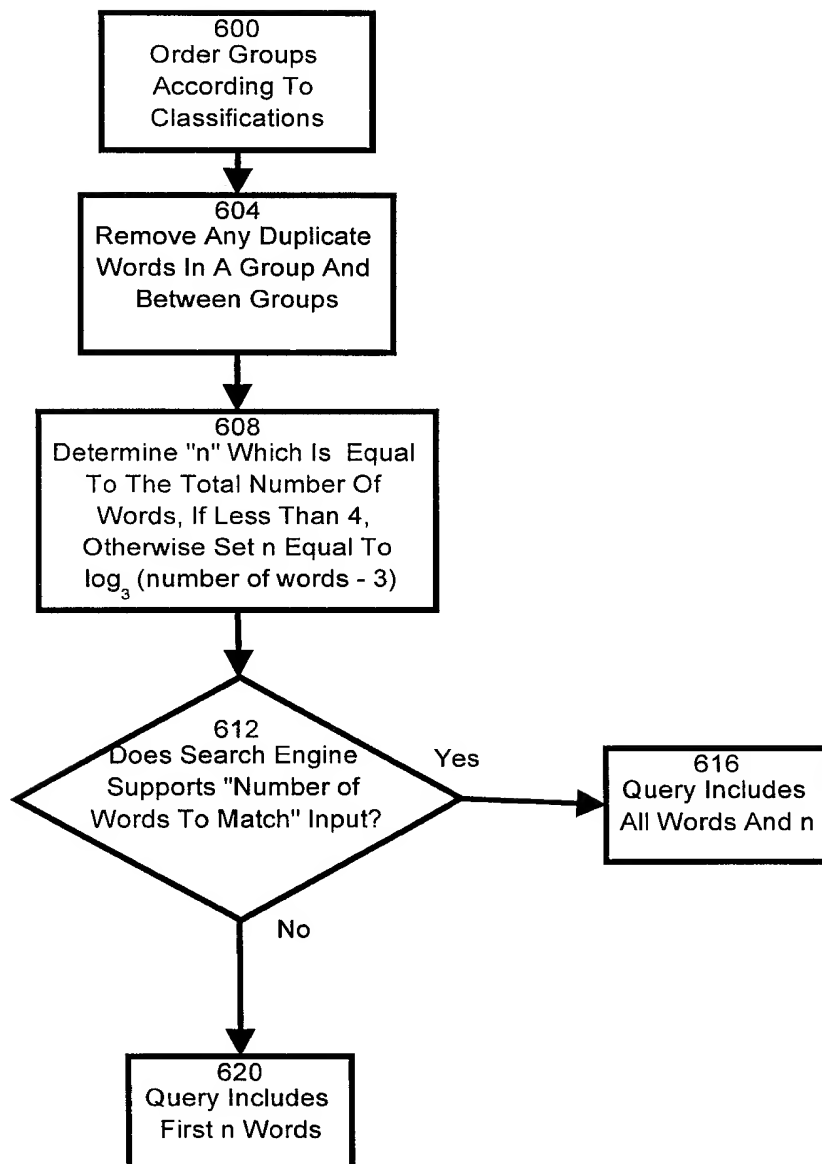 600
Order Groups
According To
Classifications
604
Remove Any Duplicate
Words In A Group And
Between Groups
608
Determine "n" Which Is Equal
To The Total Number Of
Words, If Less Than 4,
Otherwise Set n Equal To
log₃ (number of words - 3)
612
Does Search Engine
Supports "Number of
Words To Match" Input?
Yes
616
Query Includes
All Words And n
No
620
Query Includes
First n Words